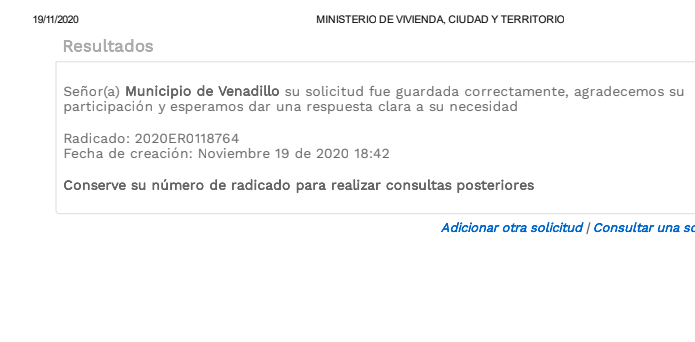 19/11/2020 MINISTERIO DE VIVIENDA, CIUDAD Y TERRITORIO
Resultados
Señor(a) Municipio de Venadillo su solicitud fue guardada correctamente, agradecemos su
participación y esperamos dar una respuesta clara a su necesidad
Radicado: 2020ER0118764
Fecha de creación: Noviembre 19 de 2020 18:42
Conserve su número de radicado para realizar consultas posteriores
Adicionar otra solicitud | Consultar una